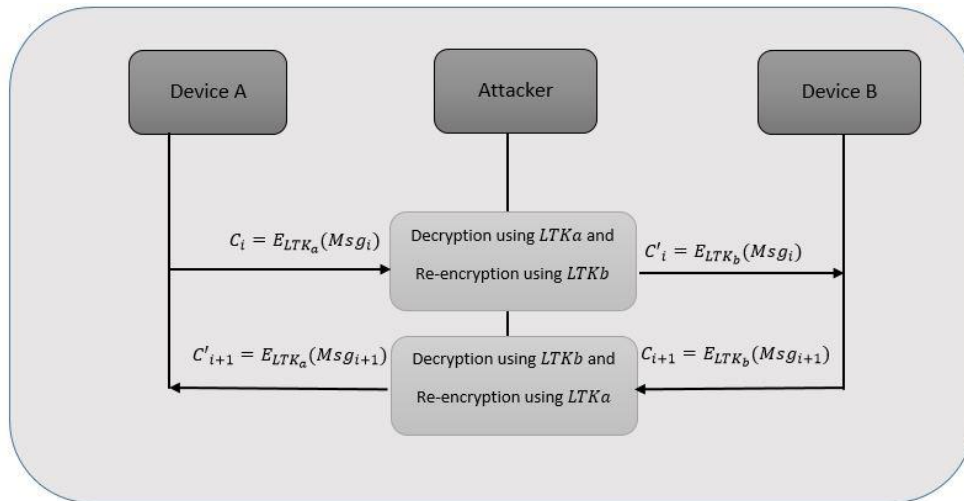 Device A
Attacker
Device B
$C_i = E_{LTK_a}(Msg_i)$
Decryption using $LTKa$ and
Re-encryption using $LTKb$
$C'_i = E_{LTK_b}(Msg_i)$
$C'_{i+1} = E_{LTK_a}(Msg_{i+1})$
Decryption using $LTKb$ and
Re-encryption using $LTKa$
$C_{i+1} = E_{LTK_b}(Msg_{i+1})$